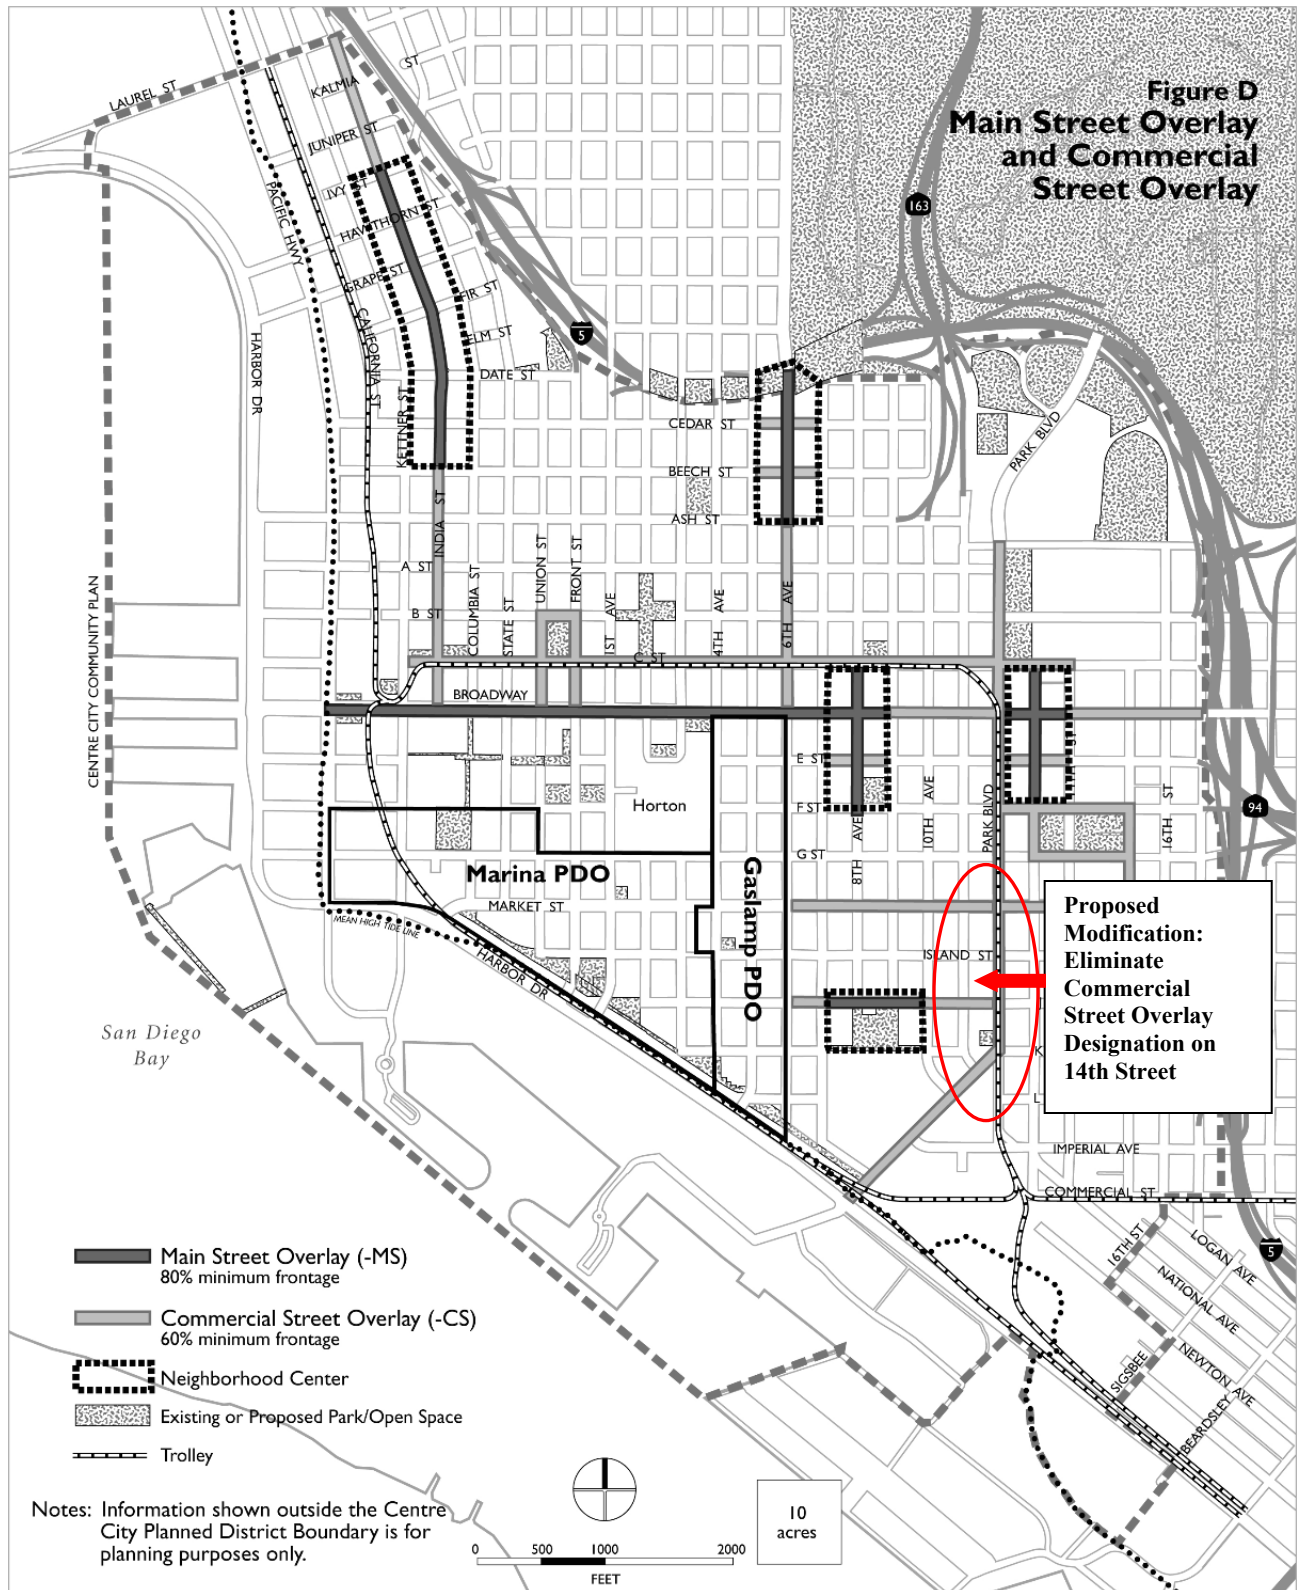 Figure D
Main Street Overlay
and Commercial
Street Overlay
LAUREL ST
KALMIA
ST
JUNIPER ST
IVY ST
HAWTHORN ST
GRAPE ST
FIR ST
ELM ST
DATE ST
PACIFIC HWY
CALIFORNIA ST
HARBOR DR
KETTNER ST
163
5
CEDAR ST
BEECH ST
ASH ST
PARK BLVD
INDIA ST
A ST
B ST
COLUMBIA ST
STATE ST
UNION ST
FRONT ST
1ST AVE
4TH AVE
6TH AVE
C ST
BROADWAY
CENTRE CITY COMMUNITY PLAN
E ST
F ST
G ST
8TH AVE
10TH AVE
PARK BLVD
16TH ST
94
Horton
Marina PDO
Gaslamp PDO
MARKET ST
MEAN HIGH TIDE LINE
HARBOR DR
ISLAND ST
Proposed
Modification:
Eliminate
Commercial
Street Overlay
Designation on
14th Street
K
L
San Diego
Bay
IMPERIAL AVE
COMMERCIAL ST
16TH ST
LOGAN AVE
5
NATIONAL AVE
NEWTON AVE
SIGSBEE
BEARDSLEY
Main Street Overlay (-MS)
80% minimum frontage
Commercial Street Overlay (-CS)
60% minimum frontage
Neighborhood Center
Existing or Proposed Park/Open Space
Trolley
Notes: Information shown outside the Centre
City Planned District Boundary is for
planning purposes only.
0 500 1000 2000
FEET
10
acres